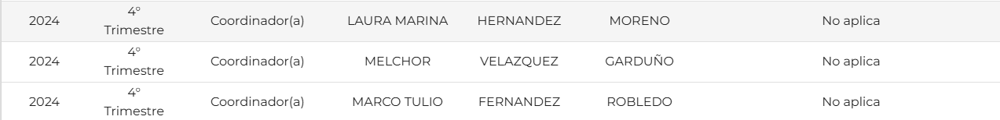 2024 4° Trimestre Coordinador(a) LAURA MARINA HERNANDEZ MORENO No aplica
2024 4° Trimestre Coordinador(a) MELCHOR VELAZQUEZ GARDUÑO No aplica
2024 4° Trimestre Coordinador(a) MARCO TULIO FERNANDEZ ROBLEDO No aplica